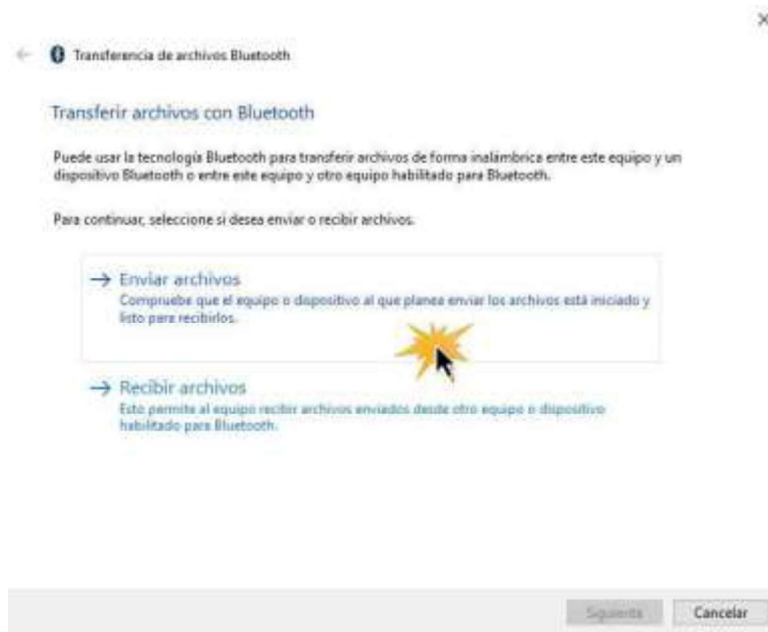 Transferencia de archivos Bluetooth
Transferir archivos con Bluetooth
Puede usar la tecnología Bluetooth para transferir archivos de forma inalámbrica entre este equipo y un
dispositivo Bluetooth o entre este equipo y otro equipo habilitado para Bluetooth.
Para continuar, seleccione si desea enviar o recibir archivos.
Enviar archivos
Compruebe que el equipo o dispositivo al que planea enviar los archivos está iniciado y
listo para recibirlos.
Recibir archivos
Esto permite al equipo recibir archivos enviados desde otro equipo o dispositivo
habilitado para Bluetooth.
Siguiente Cancelar